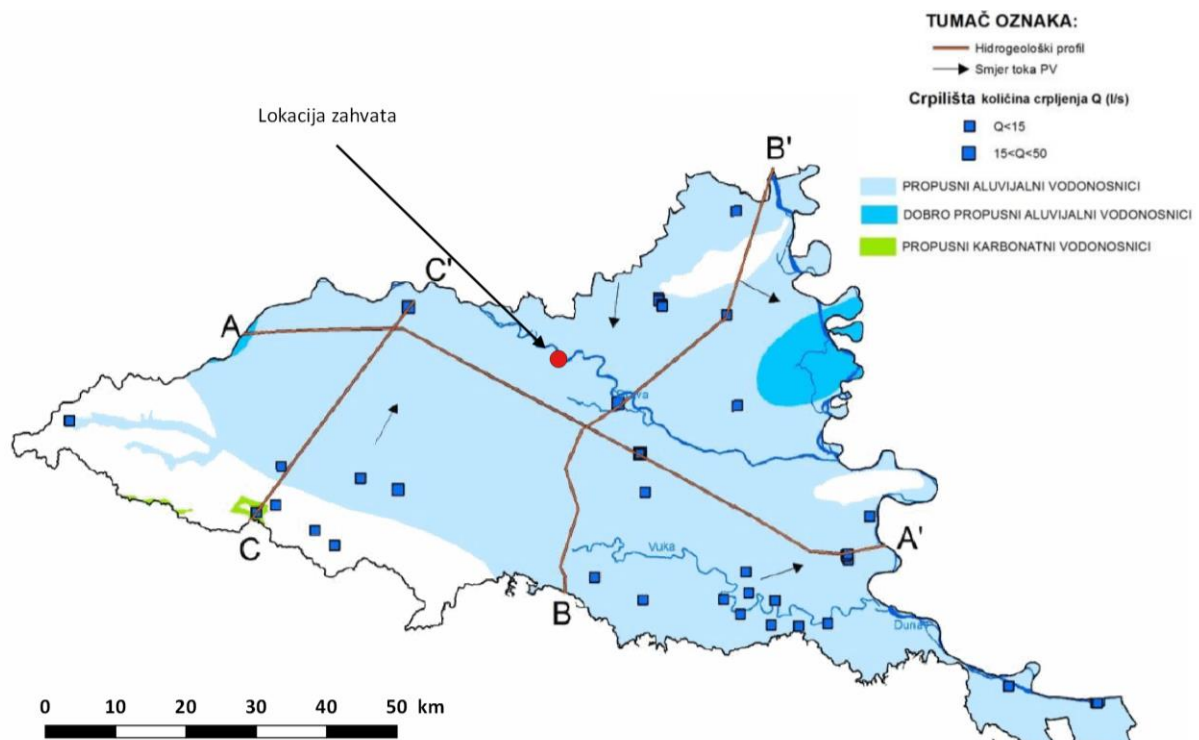 TUMAČ OZNAKA:
Hidrogeološki profil
Smjer toka PV
Crpilišta količina crpljenja Q (l/s)
Q<15
15<Q<50
PROPUSNI ALUVIJALNI VODONOSNICI
DOBRO PROPUSNI ALUVIJALNI VODONOSNICI
PROPUSNI KARBONATNI VODONOSNICI
Lokacija zahvata
B'
C'
A
A'
C
B
Vuka
0 10 20 30 40 50 km